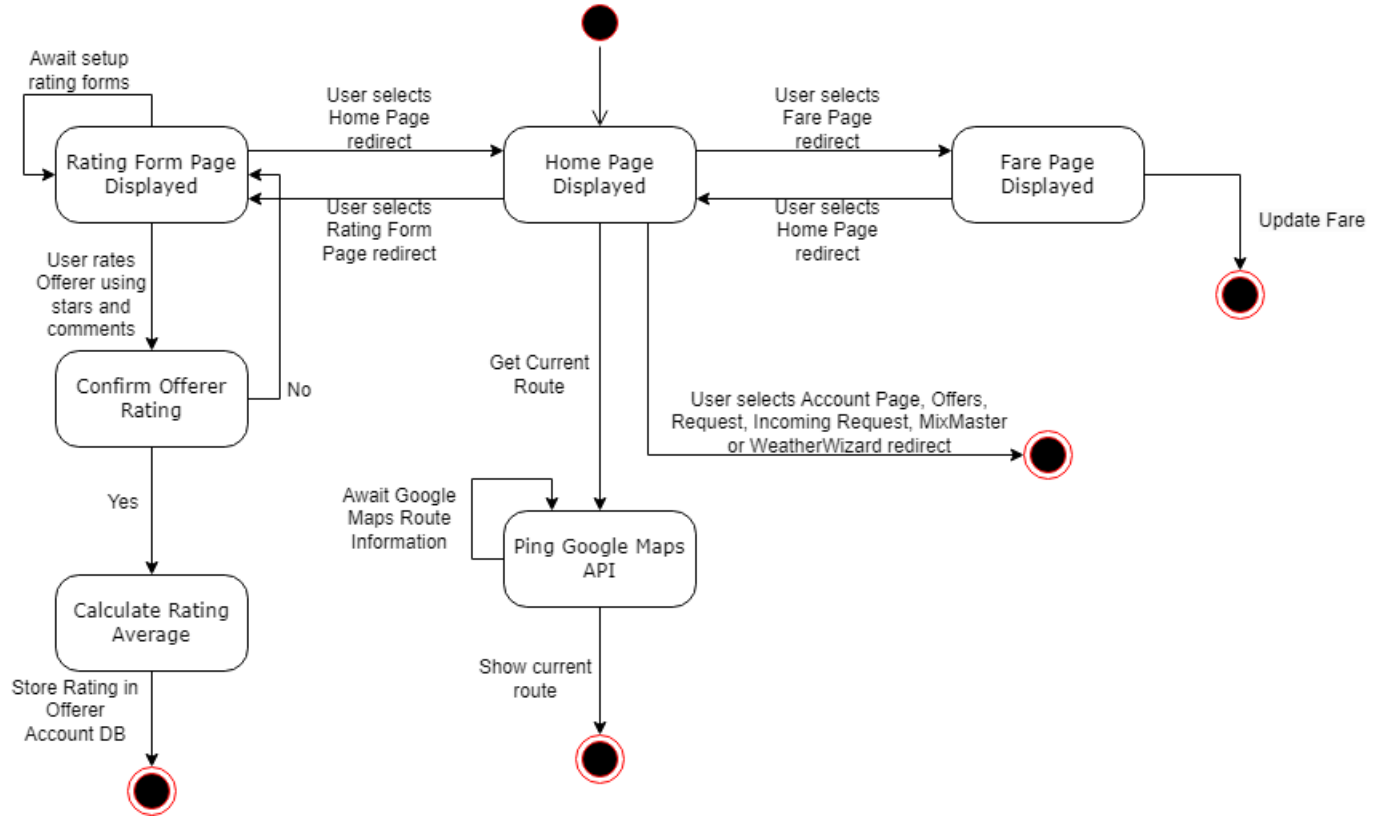 Await setup
rating forms
User selects
Home Page
redirect
User selects
Fare Page
redirect
Rating Form Page
Displayed
Home Page
Displayed
Fare Page
Displayed
User selects
Rating Form
Page redirect
User selects
Home Page
redirect
Update Fare
User rates
Offerer using
stars and
comments
Get Current
Route
Confirm Offerer
Rating
No
User selects Account Page, Offers,
Request, Incoming Request, MixMaster
or WeatherWizard redirect
Yes
Await Google
Maps Route
Information
Ping Google Maps
API
Calculate Rating
Average
Show current
route
Store Rating in
Offerer
Account DB